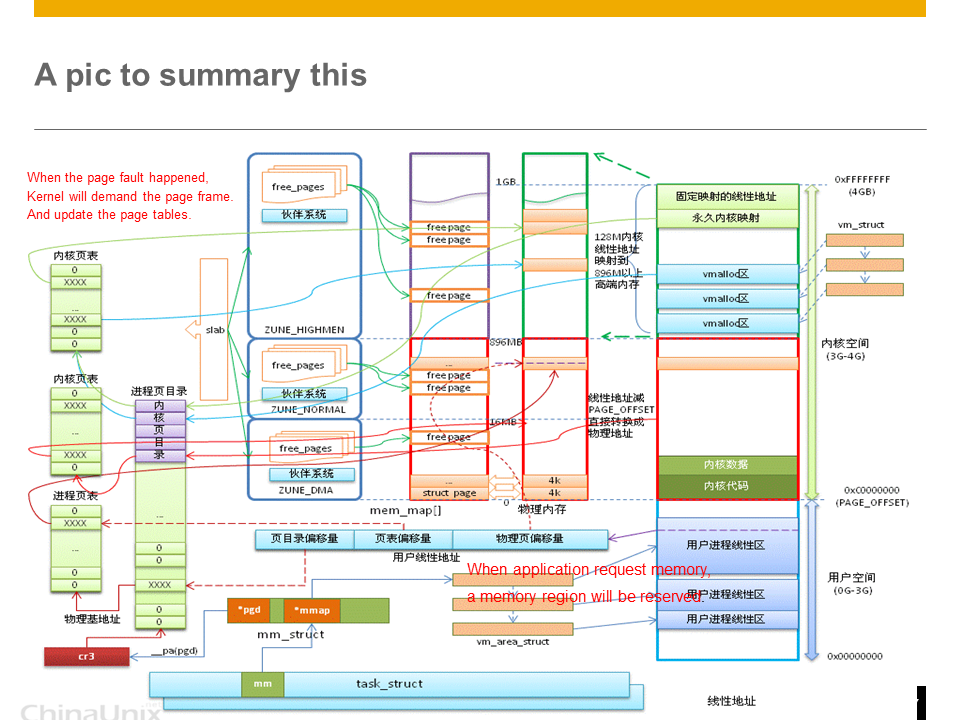 A pic to summary this
When the page fault happened,
Kernel will demand the page frame.
And update the page tables.
内核页表
0
XXXX
...
XXXX
0
0
内核页表
0
XXXX
...
XXXX
0
进程页表
0
XXXX
...
0
0
物理基地址
cr3
进程页目录
内
核
页
目
录
...
0
0
XXXX
0
0
__pa(pgd)
slab
free_pages
伙伴系统
ZUNE_HIGHMEN
free_pages
伙伴系统
ZUNE_NORMAL
free_pages
伙伴系统
ZUNE_DMA
free page
free page
free page
...
free page
free page
free page
...
struct page
mem_map[]
1GB
896MB
16MB
0
4k
4k
物理内存
128M内核
线性地址
映射到
896M以上
高端内存
线性地址减
PAGE_OFFSET
直接转换成
物理地址
固定映射的线性地址
永久内核映射
vmalloc区
vmalloc区
vmalloc区
内核数据
内核代码
用户进程线性区
用户进程线性区
用户进程线性区
0xFFFFFFFF
(4GB)
vm_struct
内核空间
(3G-4G)
0xC0000000
(PAGE_OFFSET)
用户空间
(0G-3G)
0x00000000
线性地址
页目录偏移量
页表偏移量
物理页偏移量
用户线性地址
When application request memory,
a memory region will be reserved.
*pgd
*mmap
mm_struct
vm_area_struct
mm
task_struct
ChinaUnix